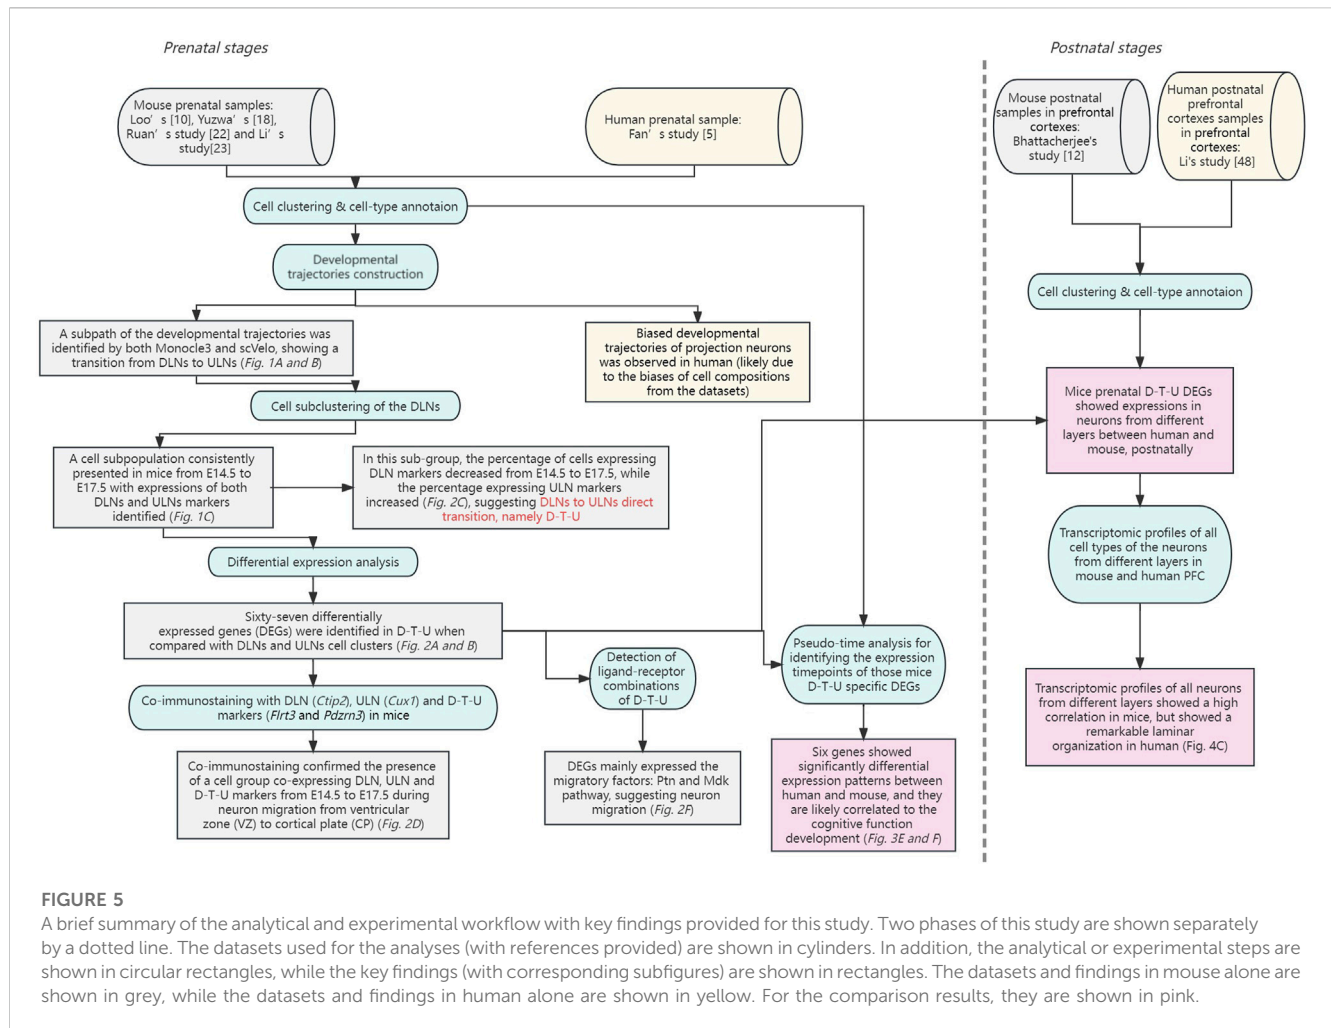 Prenatal stages
Postnatal stages
Mouse prenatal samples:
Loo's [10], Yuzwa's [18],
Ruan's study [22] and Li's
study[23]
Human prenatal sample:
Fan's study [5]
Mouse postnatal
samples in prefrontal
cortexes:
Bhattacherjee's
study [12]
Human postnatal
prefrontal
cortexes samples
in prefrontal
cortexes:
Li's study [48]
Cell clustering & cell-type annotaion
Developmental
trajectories construction
A subpath of the developmental trajectories was
identified by both Monocle3 and scVelo, showing a
transition from DLNs to ULNs (Fig. 1A and B)
Biased developmental
trajectories of projection neurons
was observed in human (likely due
to the biases of cell compositions
from the datasets)
Cell subclustering of the DLNs
A cell subpopulation consistently
presented in mice from E14.5 to
E17.5 with expressions of both
DLNs and ULNs markers
identified (Fig. 1C)
In this sub-group, the percentage of cells expressing
DLN markers decreased from E14.5 to E17.5, while
the percentage expressing ULN markers
increased (Fig. 2C), suggesting DLNs to ULNs direct
transition, namely D-T-U
Differential expression analysis
Sixty-seven differentially
expressed genes (DEGs) were identified in D-T-U when
compared with DLNs and ULNs cell clusters (Fig. 2A and B)
Co-immunostaining with DLN (Ctip2), ULN (Cux1) and D-T-U
markers (Flrt3 and Pdzrn3) in mice
Co-immunostaining confirmed the presence
of a cell group co-expressing DLN, ULN and
D-T-U markers from E14.5 to E17.5 during
neuron migration from ventricular
zone (VZ) to cortical plate (CP) (Fig. 2D)
Detection of
ligand-receptor
combinations
of D-T-U
DEGs mainly expressed the
migratory factors: Ptn and Mdk
pathway, suggesting neuron
migration (Fig. 2F)
Pseudo-time analysis for
identifying the expression
timepoints of those mice
D-T-U specific DEGs
Six genes showed
significantly differential
expression patterns between
human and mouse, and they
are likely correlated to the
cognitive function
development (Fig. 3E and F)
Cell clustering & cell-type annotaion
Mice prenatal D-T-U DEGs
showed expressions in
neurons from different
layers between human and
mouse, postnatally
Transcriptomic profiles of all
cell types of the neurons
from different layers in
mouse and human PFC
Transcriptomic profiles of all neurons
from different layers showed a high
correlation in mice, but showed a
remarkable laminar
organization in human (Fig. 4C)
FIGURE 5
A brief summary of the analytical and experimental workflow with key findings provided for this study. Two phases of this study are shown separately
by a dotted line. The datasets used for the analyses (with references provided) are shown in cylinders. In addition, the analytical or experimental steps are
shown in circular rectangles, while the key findings (with corresponding subfigures) are shown in rectangles. The datasets and findings in mouse alone are
shown in grey, while the datasets and findings in human alone are shown in yellow. For the comparison results, they are shown in pink.